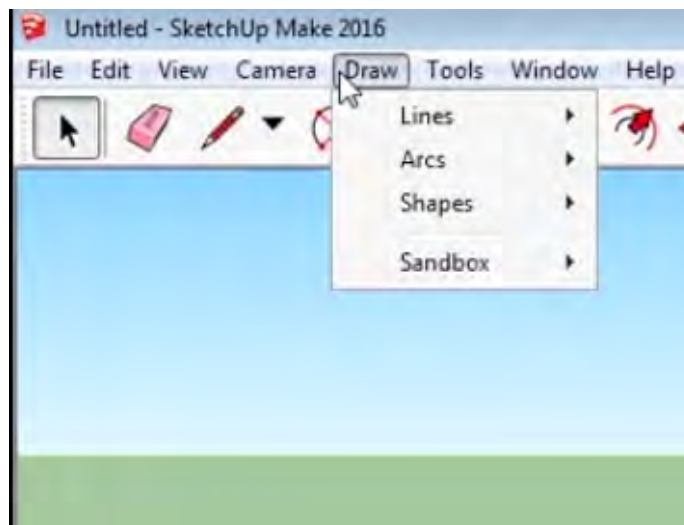 Untitled - SketchUp Make 2016
File Edit View Camera Draw Tools Window Help
Lines
Arcs
Shapes
Sandbox